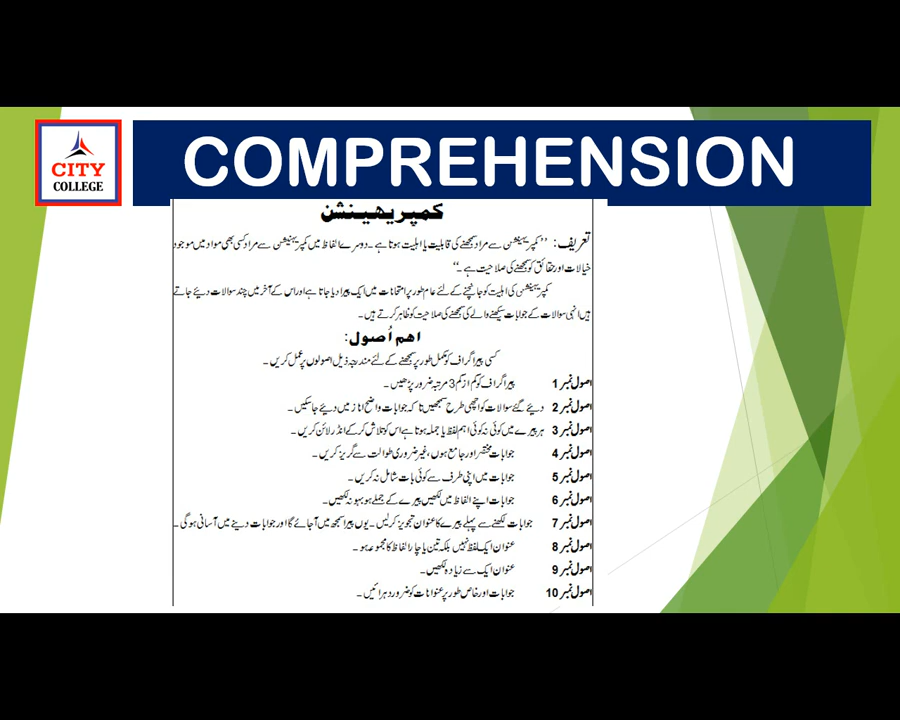 CITY
COLLEGE
COMPREHENSION
کمپریہینشن
تعریف: ’’کمپریہینشن سے مراد سمجھنے کی قابلیت یا اہلیت ہوتا ہے۔ دوسرے الفاظ میں کمپریہینشن سے مراد کسی بھی مواد میں موجود
خیالات اور حقائق کو سمجھنے کی صلاحیت ہے۔‘‘
کمپریہینشن کی اہلیت کو جانچنے کے لئے عام طور پر امتحانات میں ایک پیرا دیا جاتا ہے اور اس کے آخر میں چند سوالات دیئے جاتے
ہیں انہی سوالات کے جوابات سیکھنے والے کی سمجھنے کی صلاحیت کو ظاہر کرتے ہیں۔
اھم اُصول:
کسی پیراگراف کو مکمل طور پر سمجھنے کے لئے مندرجہ ذیل اصولوں پر عمل کریں۔
اصول نمبر 1 پیراگراف کو کم از کم 3 مرتبہ ضرور پڑھیں۔
اصول نمبر 2 دیئے گئے سوالات کو اچھی طرح سمجھیں تا کہ جوابات واضح انداز میں دیئے جا سکیں۔
اصول نمبر 3 ہر پیرے میں کوئی نہ کوئی اہم لفظ یا جملہ ہوتا ہے اس کو تلاش کر کے انڈر لائن کریں۔
اصول نمبر 4 جوابات مختصر اور جامع ہوں، غیر ضروری طوالت سے گریز کریں۔
اصول نمبر 5 جوابات میں اپنی طرف سے کوئی بات شامل نہ کریں۔
اصول نمبر 6 جوابات اپنے الفاظ میں لکھیں پیرے کے جملے ہو بہو نہ لکھیں۔
اصول نمبر 7 جوابات لکھنے سے پہلے پیرے کا عنوان تجویز کر لیں۔ یوں پیرا سمجھ میں آ جائے گا اور جوابات دینے میں آسانی ہو گی۔
اصول نمبر 8 عنوان ایک لفظ نہیں بلکہ تین یا چار الفاظ کا مجموعہ ہو۔
اصول نمبر 9 عنوان ایک سے زیادہ لکھیں۔
اصول نمبر 10 جوابات اور خاص طور پر عنوانات کو ضرور دہرائیں۔